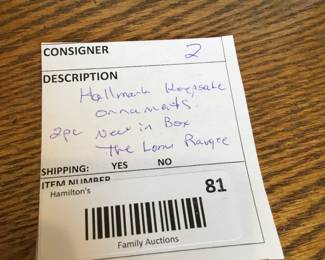 CONSIGNER 2
DESCRIPTION
Hallmark Keepsake
ornaments
2pc New in Box
The Lone Ranger
SHIPPING: YES NO
ITEM NUMBER
Hamilton's 81
Family Auctions